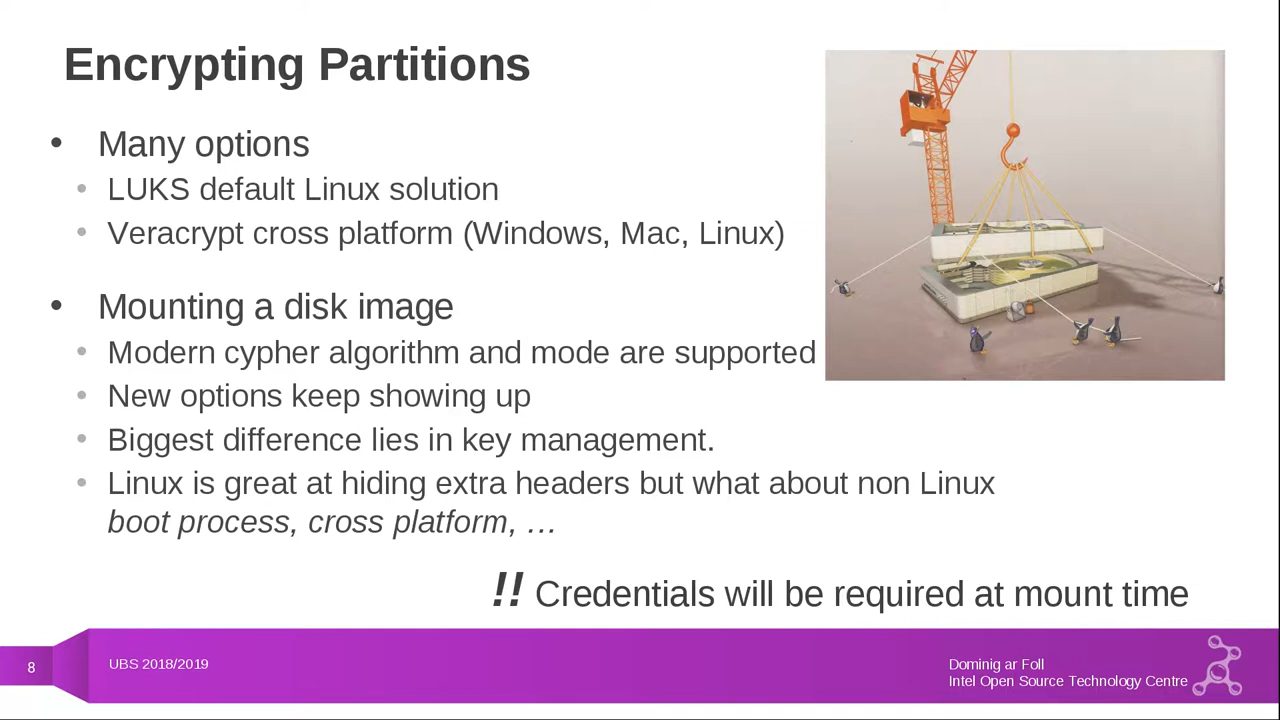 Encrypting Partitions
• Many options
• LUKS default Linux solution
• Veracrypt cross platform (Windows, Mac, Linux)
• Mounting a disk image
• Modern cypher algorithm and mode are supported
• New options keep showing up
• Biggest difference lies in key management.
• Linux is great at hiding extra headers but what about non Linux
boot process, cross platform, …
!! Credentials will be required at mount time
8
UBS 2018/2019
Dominig ar Foll
Intel Open Source Technology Centre